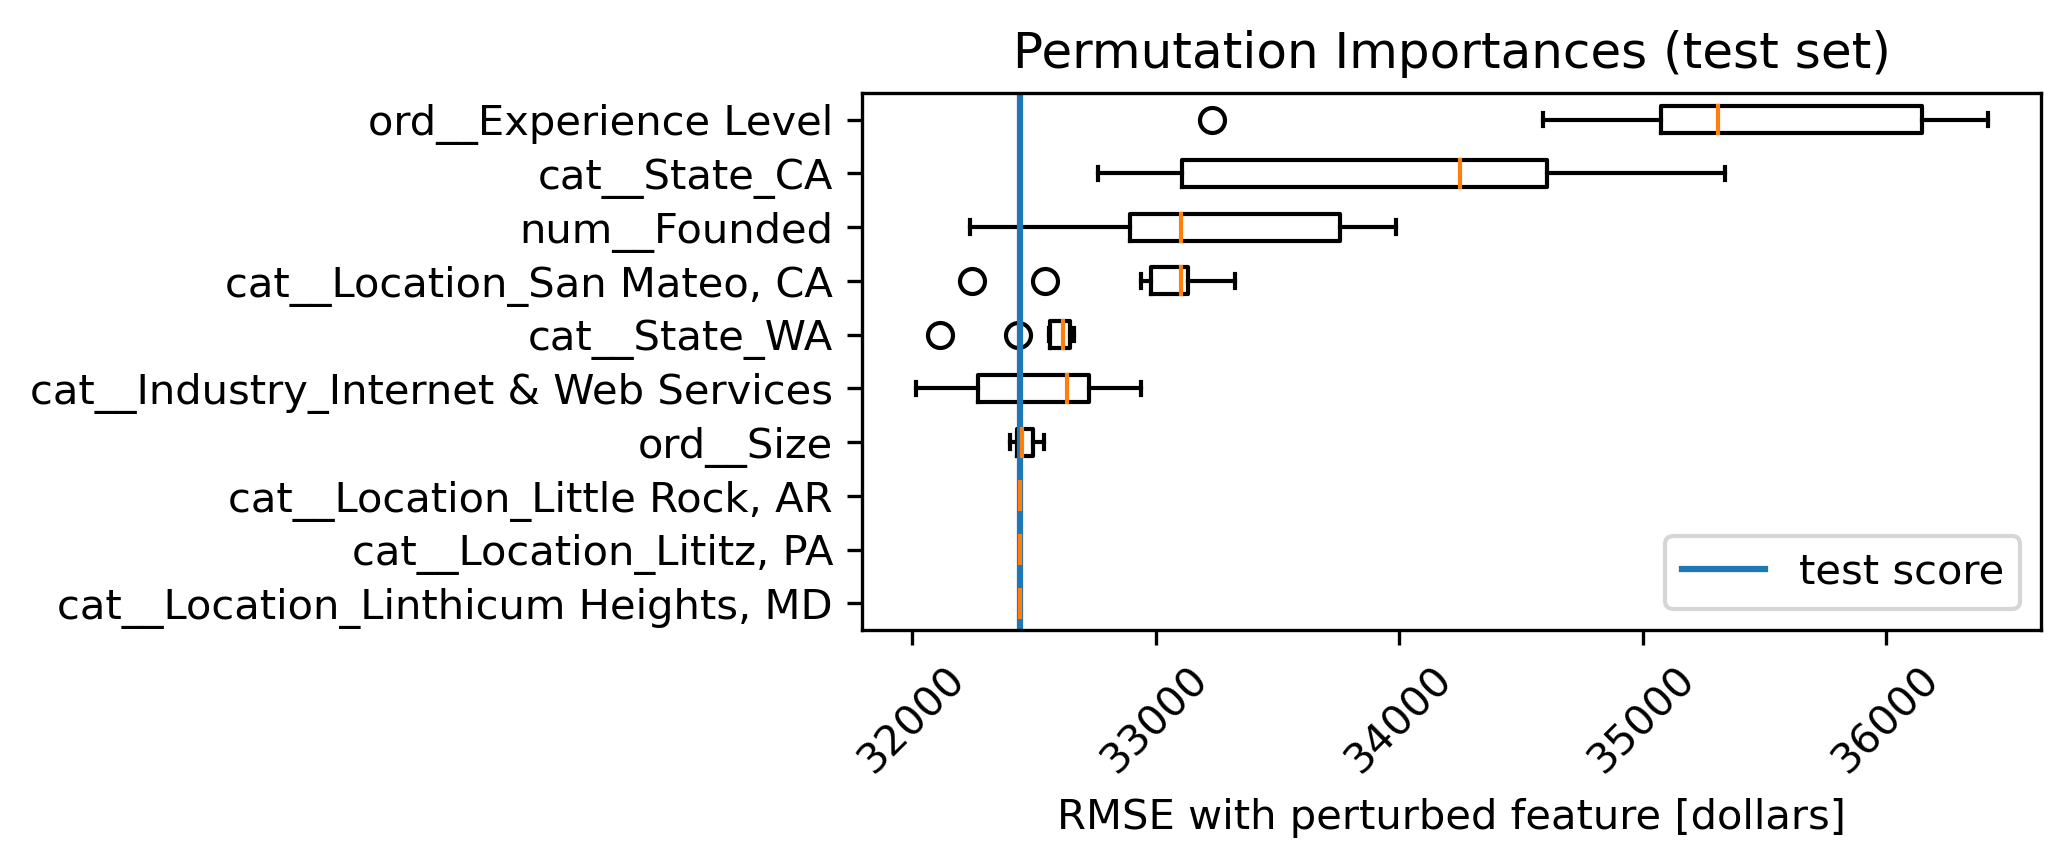 Permutation Importances (test set)
ord__Experience Level
cat__State_CA
num__Founded
cat__Location_San Mateo, CA
cat__State_WA
cat__Industry_Internet & Web Services
ord__Size
cat__Location_Little Rock, AR
cat__Location_Lititz, PA
cat__Location_Linthicum Heights, MD
test score
32000
33000
34000
35000
36000
RMSE with perturbed feature [dollars]